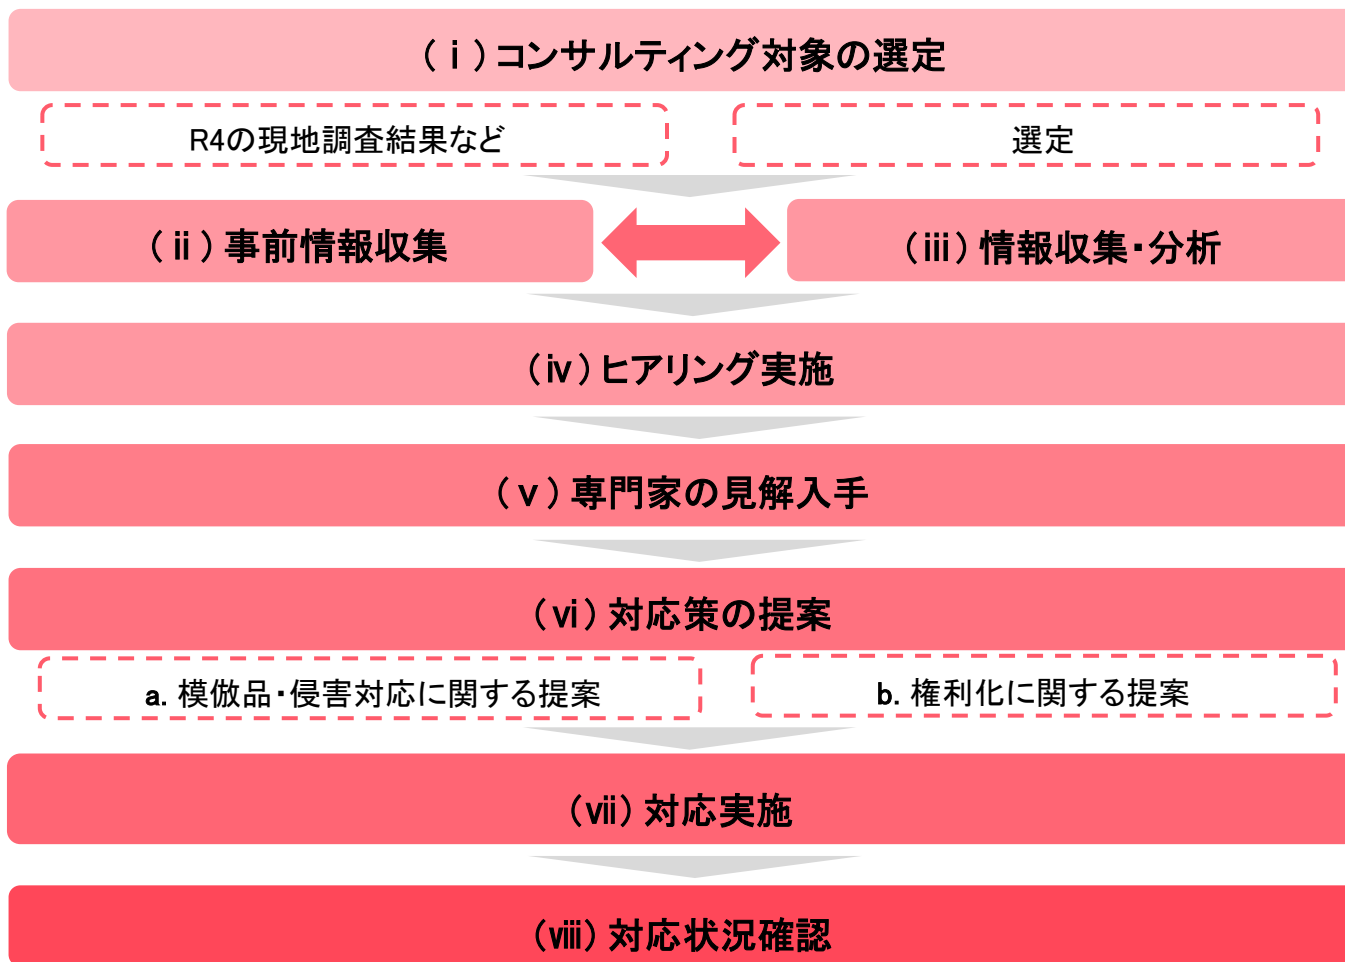 (ⅰ)コンサルティング対象の選定
R4の現地調査結果など
選定
(ⅱ)事前情報収集
(ⅲ)情報収集・分析
(ⅳ)ヒアリング実施
(ⅴ)専門家の見解入手
(ⅵ)対応策の提案
a. 模倣品・侵害対応に関する提案
b. 権利化に関する提案
(ⅶ)対応実施
(ⅷ)対応状況確認